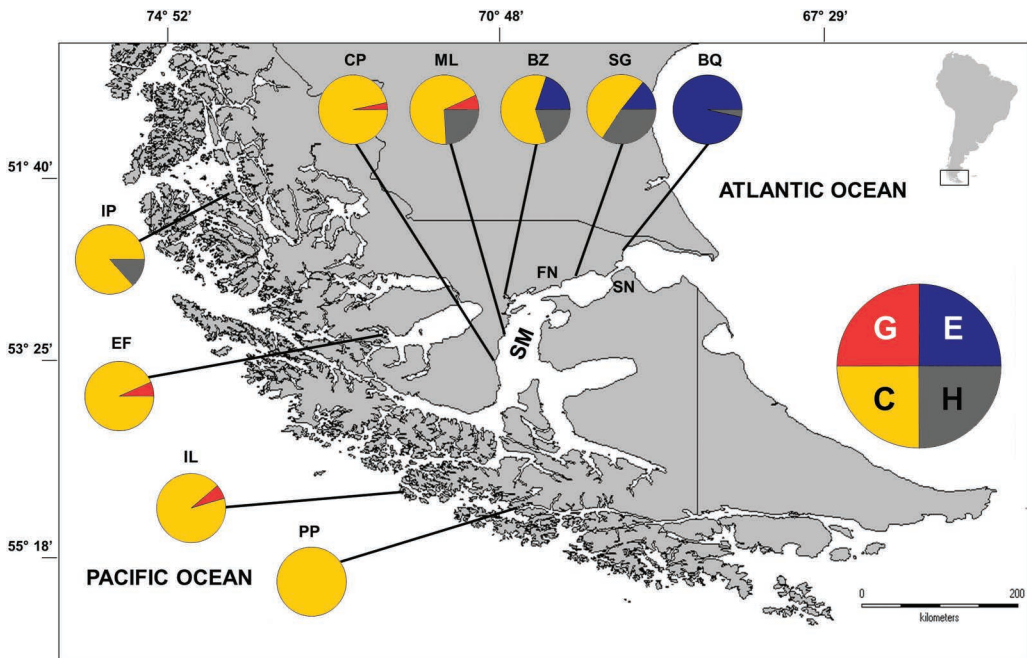 74° 52’
70° 48’
67° 29’
CP
ML
BZ
SG
BQ
51° 40’
ATLANTIC OCEAN
IP
FN
SN
SM
53° 25’
EF
G
E
C
H
IL
PP
55° 18’
PACIFIC OCEAN
0
200
kilometers